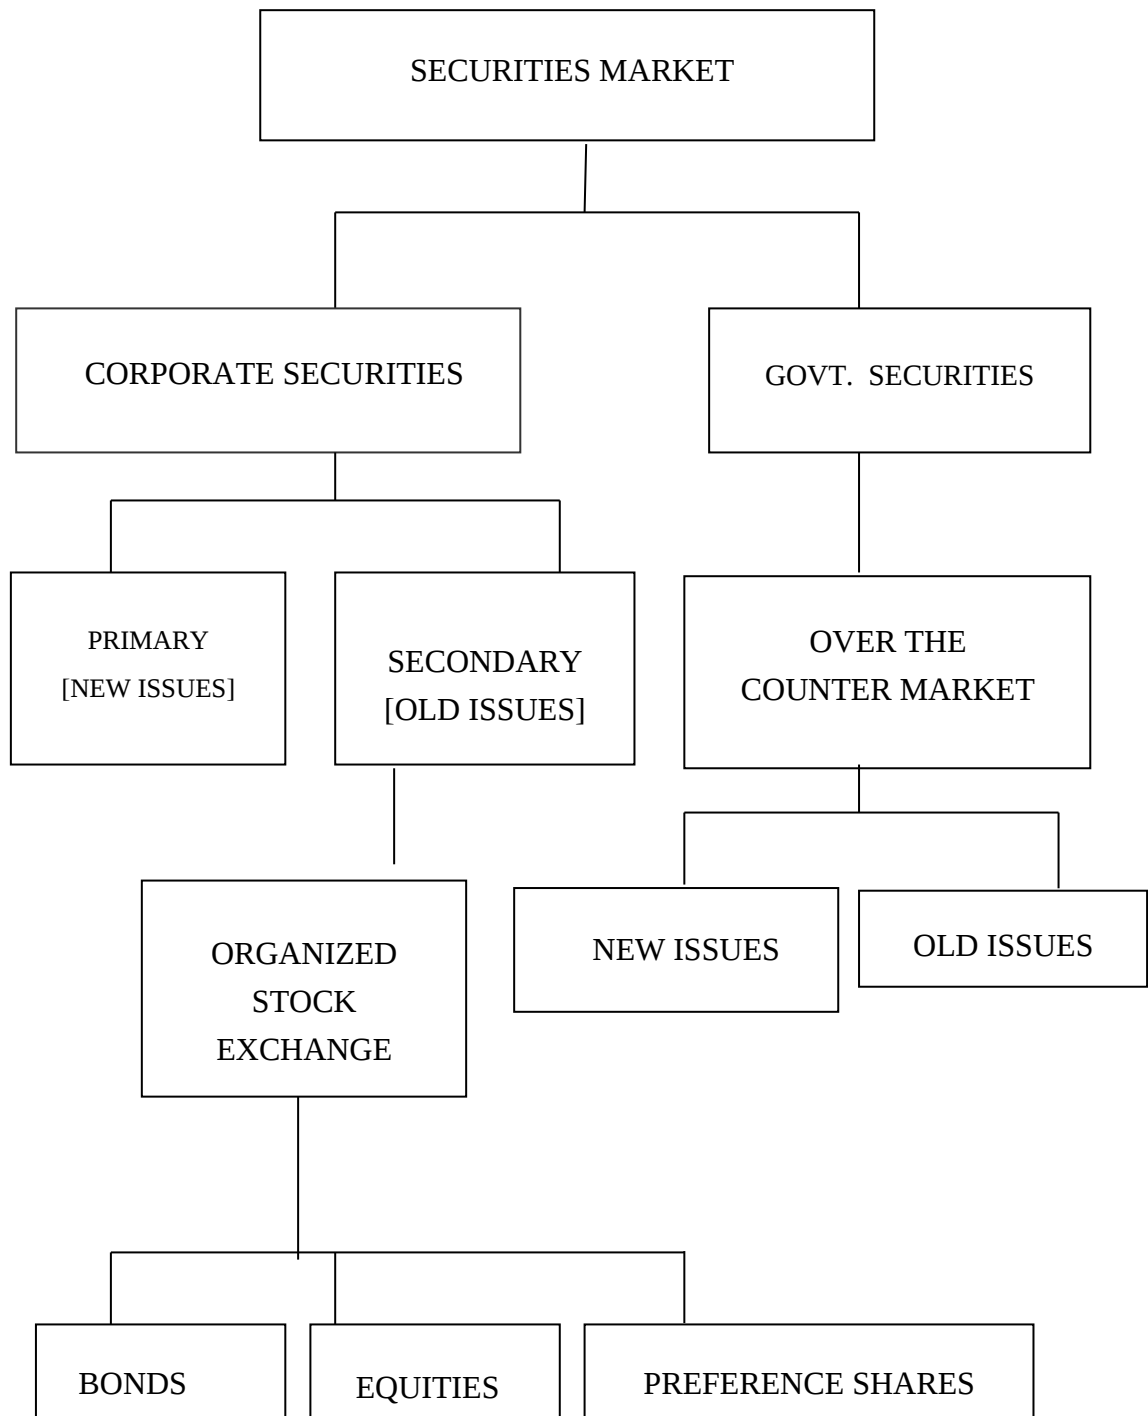 SECURITIES MARKET
CORPORATE SECURITIES
GOVT. SECURITIES
PRIMARY
[NEW ISSUES]
SECONDARY
[OLD ISSUES]
OVER THE
COUNTER MARKET
ORGANIZED
STOCK
EXCHANGE
NEW ISSUES
OLD ISSUES
BONDS
EQUITIES
PREFERENCE SHARES